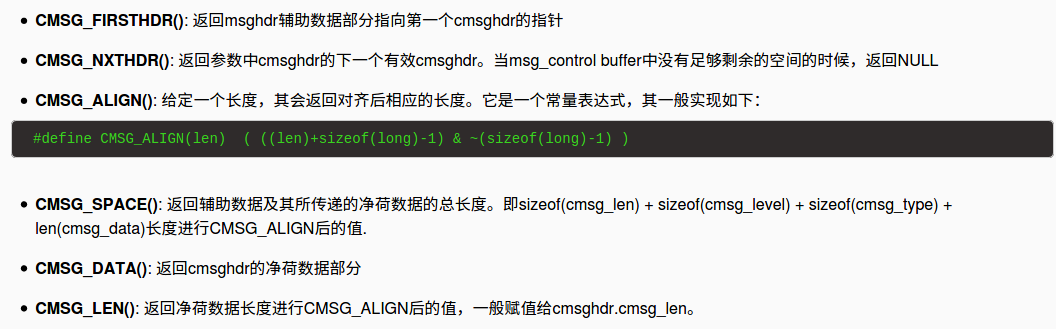 • CMSG_FIRSTHDR(): 返回msghdr辅助数据部分指向第一个cmsghdr的指针
• CMSG_NXTHDR(): 返回参数中cmsghdr的下一个有效cmsghdr。当msg_control buffer中没有足够剩余的空间的时候，返回NULL
• CMSG_ALIGN(): 给定一个长度，其会返回对齐后相应的长度。它是一个常量表达式，其一般实现如下：
#define CMSG_ALIGN(len)  ( ((len)+sizeof(long)-1) & ~(sizeof(long)-1) )
• CMSG_SPACE(): 返回辅助数据及其所传递的净荷数据的总长度。即sizeof(cmsg_len) + sizeof(cmsg_level) + sizeof(cmsg_type) +
len(cmsg_data)长度进行CMSG_ALIGN后的值.
• CMSG_DATA(): 返回cmsghdr的净荷数据部分
• CMSG_LEN(): 返回净荷数据长度进行CMSG_ALIGN后的值，一般赋值给cmsghdr.cmsg_len。